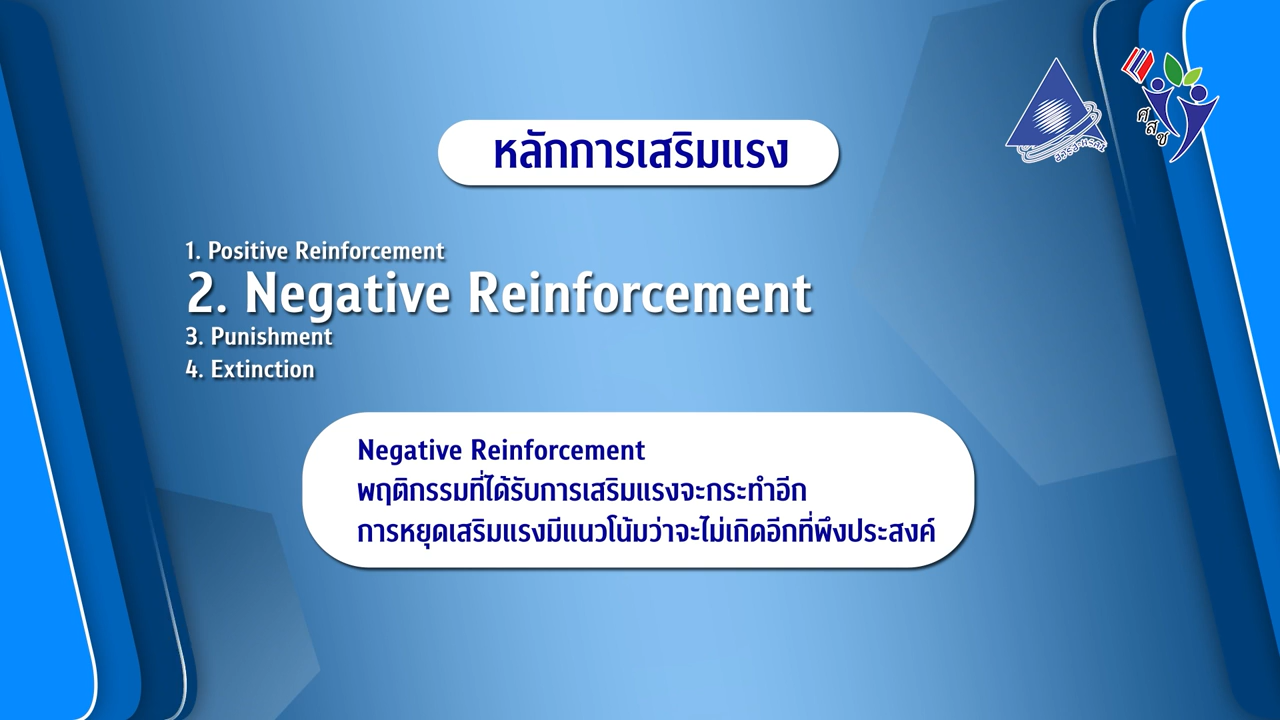 หลักการเสริมแรง
ศสช
1. Positive Reinforcement
2. Negative Reinforcement
3. Punishment
4. Extinction
Negative Reinforcement
พฤติกรรมที่ได้รับการเสริมแรงจะกระทำอีก
การหยุดเสริมแรงมีแนวโน้มว่าจะไม่เกิดอีกที่พึงประสงค์